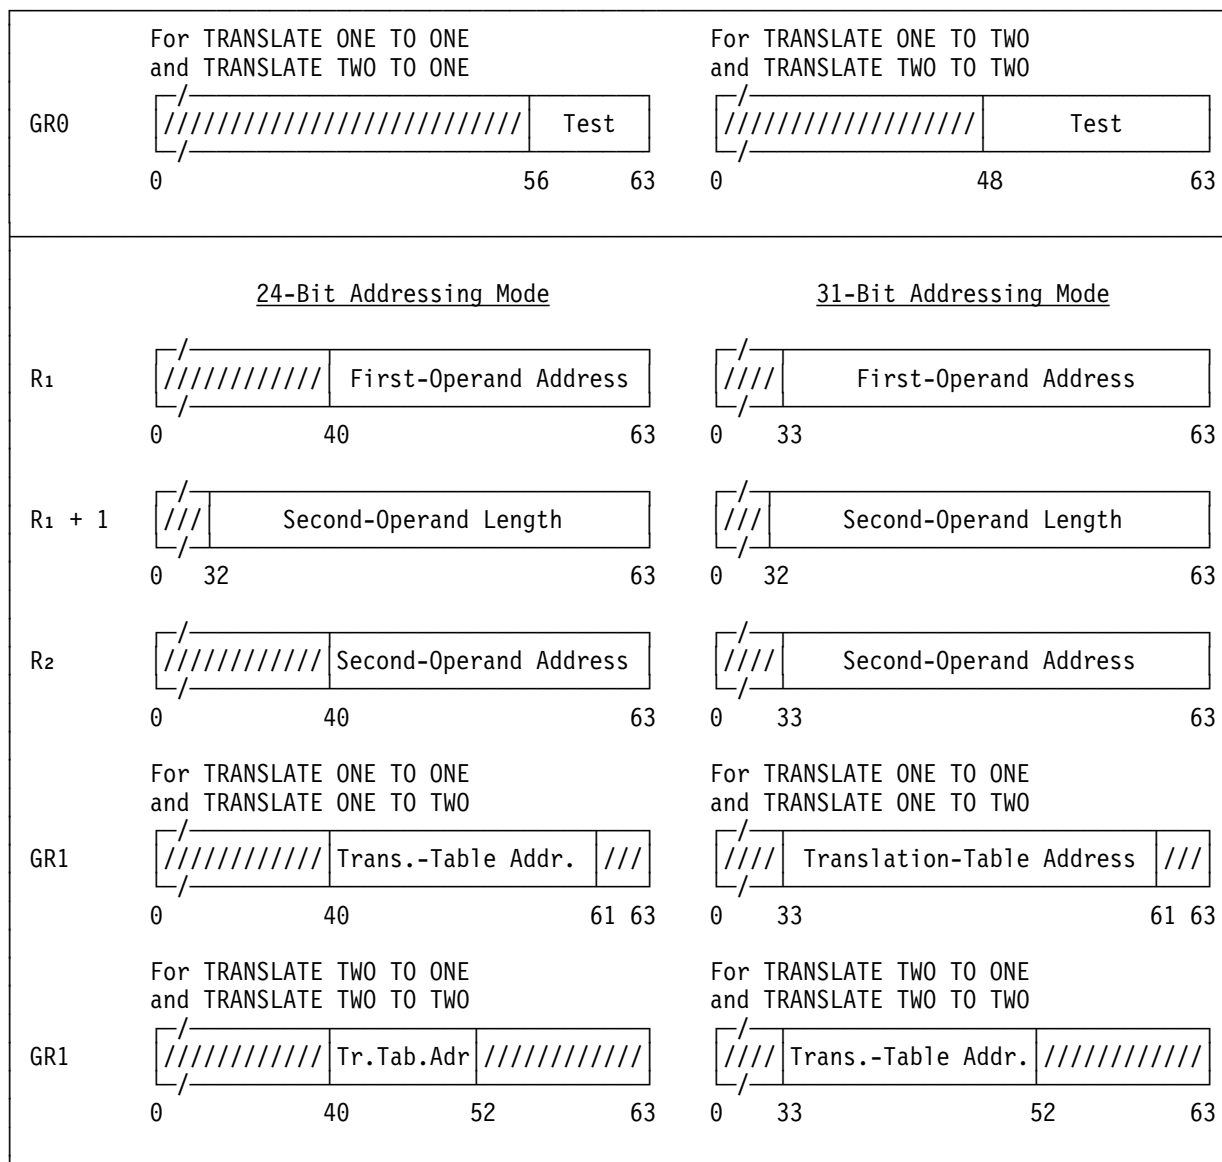 For TRANSLATE ONE TO ONE For TRANSLATE ONE TO TWO
and TRANSLATE TWO TO ONE and TRANSLATE TWO TO TWO
GR0 /////////////////////////// Test /////////////////// Test
0 56 63 0 48 63
24-Bit Addressing Mode 31-Bit Addressing Mode
R₁ //////////// First-Operand Address //// First-Operand Address
0 40 63 0 33 63
R₁ + 1 /// Second-Operand Length /// Second-Operand Length
0 32 63 0 32 63
R₂ //////////// Second-Operand Address //// Second-Operand Address
0 40 63 0 33 63
For TRANSLATE ONE TO ONE For TRANSLATE ONE TO ONE
and TRANSLATE ONE TO TWO and TRANSLATE ONE TO TWO
GR1 //////////// Trans.-Table Addr. /// //// Translation-Table Address ///
0 40 61 63 0 33 61 63
For TRANSLATE TWO TO ONE For TRANSLATE TWO TO ONE
and TRANSLATE TWO TO TWO and TRANSLATE TWO TO TWO
GR1 //////////// Tr.Tab.Adr //////////// //// Trans.-Table Addr. ////////////
0 40 52 63 0 33 52 63